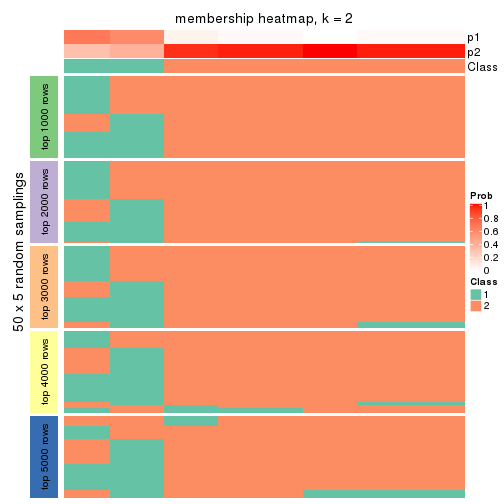 membership heatmap, k = 2
p1
p2
Class
50 x 5 random samplings
top 1000 rows
top 2000 rows
top 3000 rows
top 4000 rows
top 5000 rows
Prob
1
0.8
0.6
0.4
0.2
0
Class
1
2